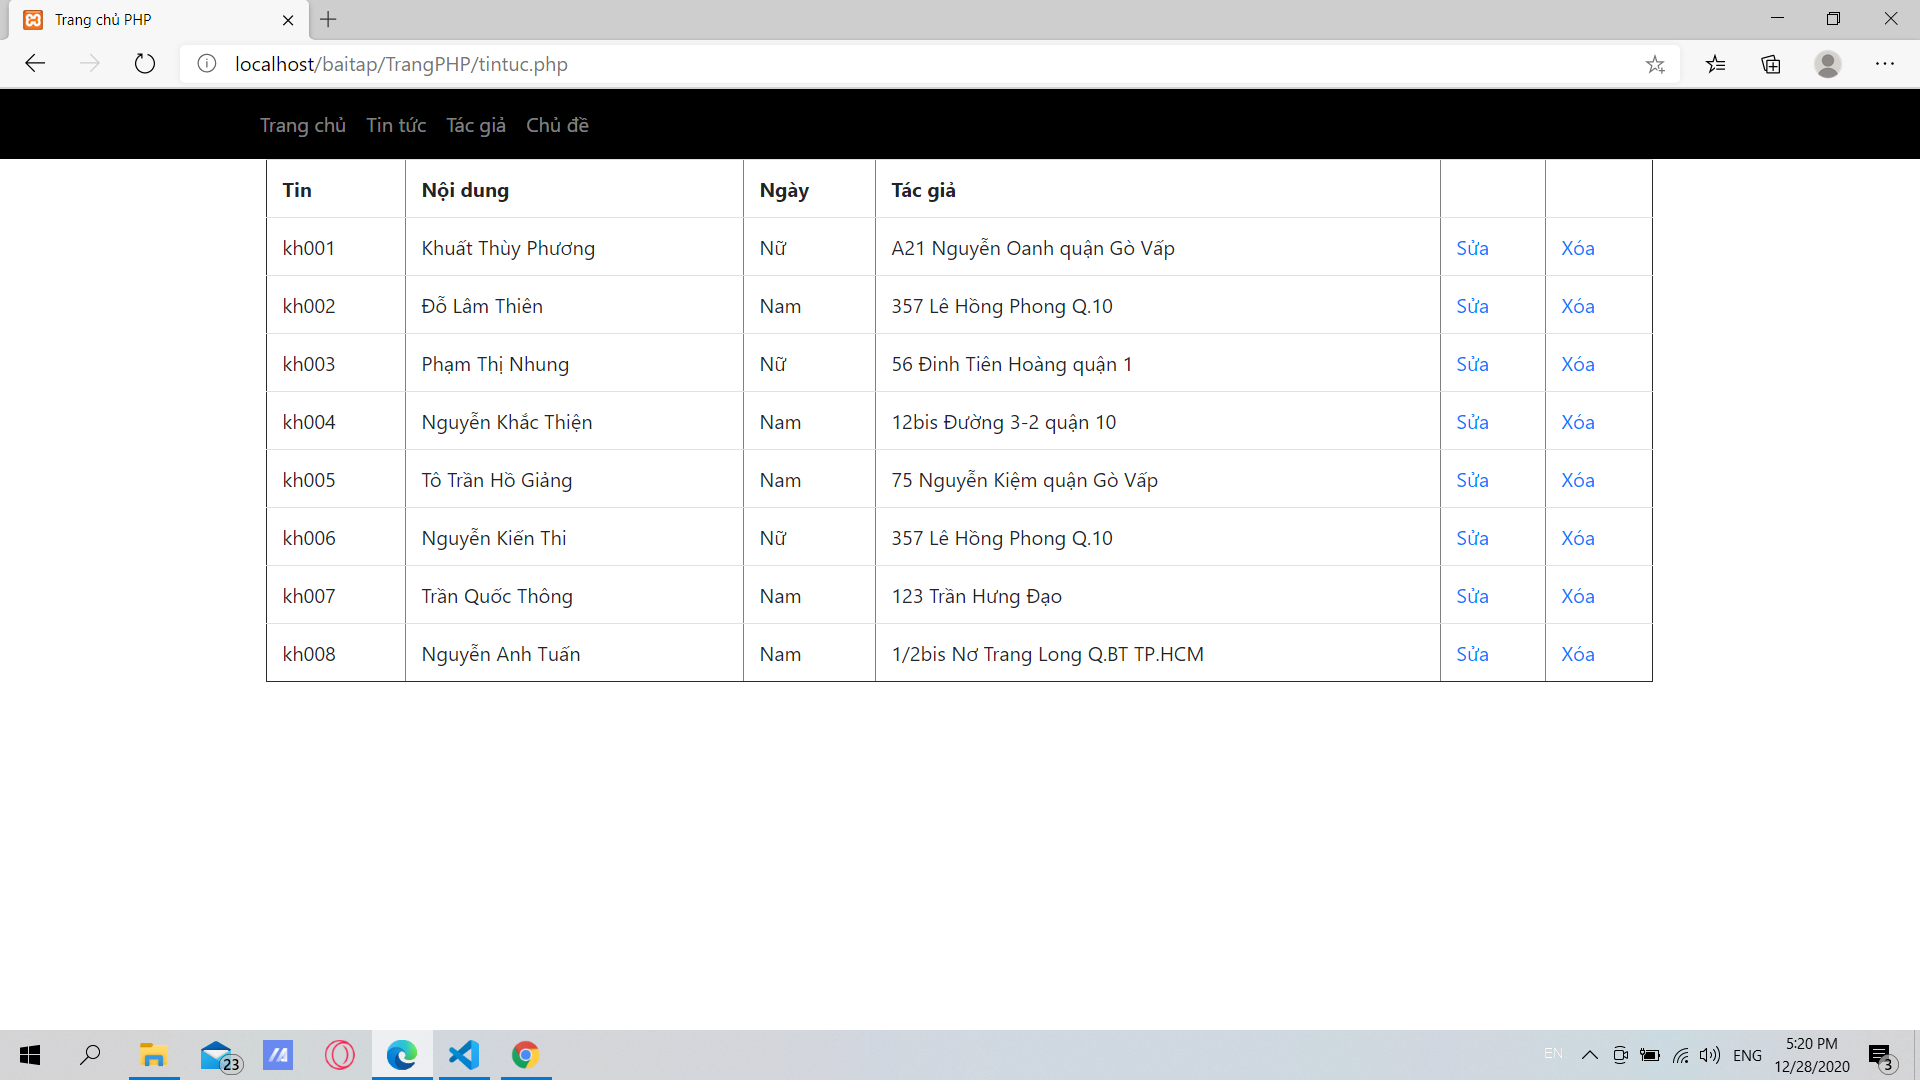 Trang chủ PHP
localhost/baitap/TrangPHP/tintuc.php
Trang chủ Tin tức Tác giả Chủ đề
Tin Nội dung Ngày Tác giả
kh001 Khuất Thùy Phương Nữ A21 Nguyễn Oanh quận Gò Vấp Sửa Xóa
kh002 Đỗ Lâm Thiên Nam 357 Lê Hồng Phong Q.10 Sửa Xóa
kh003 Phạm Thị Nhung Nữ 56 Đinh Tiên Hoàng quận 1 Sửa Xóa
kh004 Nguyễn Khắc Thiện Nam 12bis Đường 3-2 quận 10 Sửa Xóa
kh005 Tô Trần Hồ Giảng Nam 75 Nguyễn Kiệm quận Gò Vấp Sửa Xóa
kh006 Nguyễn Kiến Thi Nữ 357 Lê Hồng Phong Q.10 Sửa Xóa
kh007 Trần Quốc Thông Nam 123 Trần Hưng Đạo Sửa Xóa
kh008 Nguyễn Anh Tuấn Nam 1/2bis Nơ Trang Long Q.BT TP.HCM Sửa Xóa
23 EN ENG 5:20 PM 3
12/28/2020